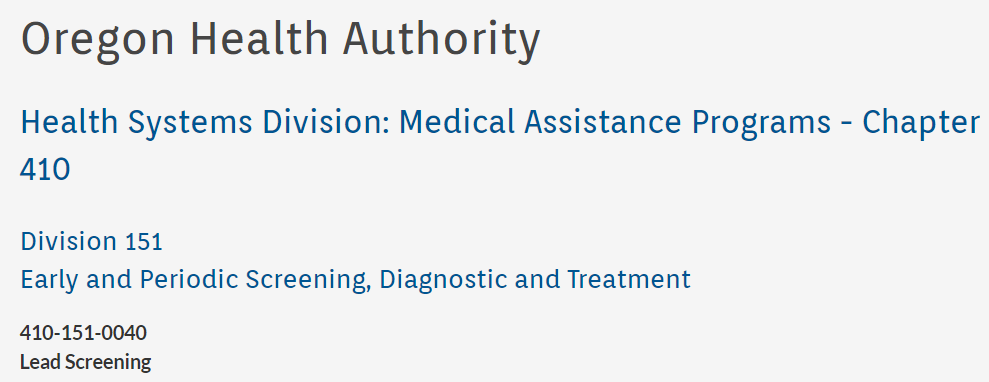 Oregon Health Authority
Health Systems Division: Medical Assistance Programs - Chapter
410
Division 151
Early and Periodic Screening, Diagnostic and Treatment
410-151-0040
Lead Screening